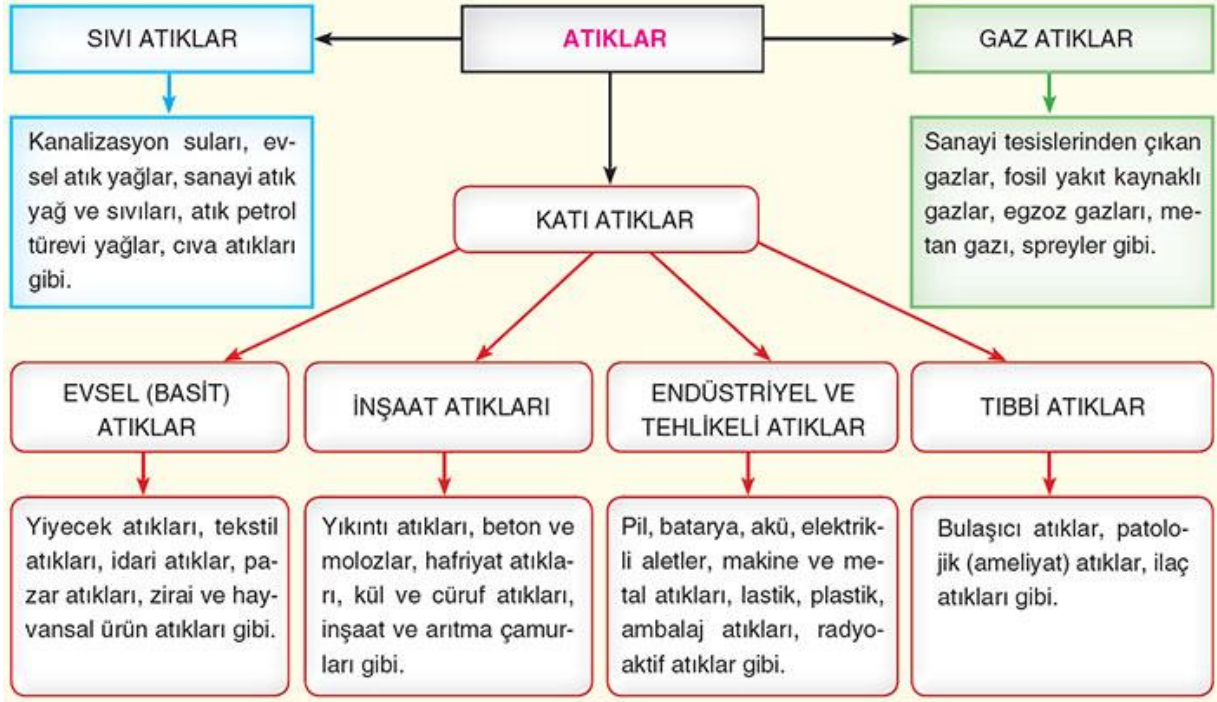 SIVI ATIKLAR
ATIKLAR
GAZ ATIKLAR
Kanalizasyon suları, ev-
sel atık yağlar, sanayi atık
yağ ve sıvıları, atık petrol
türevi yağlar, cıva atıkları
gibi.
Sanayi tesislerinden çıkan
gazlar, fosil yakıt kaynaklı
gazlar, egzoz gazları, me-
tan gazı, spreyler gibi.
KATI ATIKLAR
EVSEL (BASİT)
ATIKLAR
İNŞAAT ATIKLARI
ENDÜSTRİYEL VE
TEHLİKELİ ATIKLAR
TIBBİ ATIKLAR
Yiyecek atıkları, tekstil
atıkları, idari atıklar, pa-
zar atıkları, zirai ve hay-
vansal ürün atıkları gibi.
Yıkıntı atıkları, beton ve
molozlar, hafriyat atıkla-
rı, kül ve cüruf atıkları,
inşaat ve arıtma çamur-
ları gibi.
Pil, batarya, akü, elektrik-
li aletler, makine ve me-
tal atıkları, lastik, plastik,
ambalaj atıkları, radyo-
aktif atıklar gibi.
Bulaşıcı atıklar, patolo-
jik (ameliyat) atıklar, ilaç
atıkları gibi.